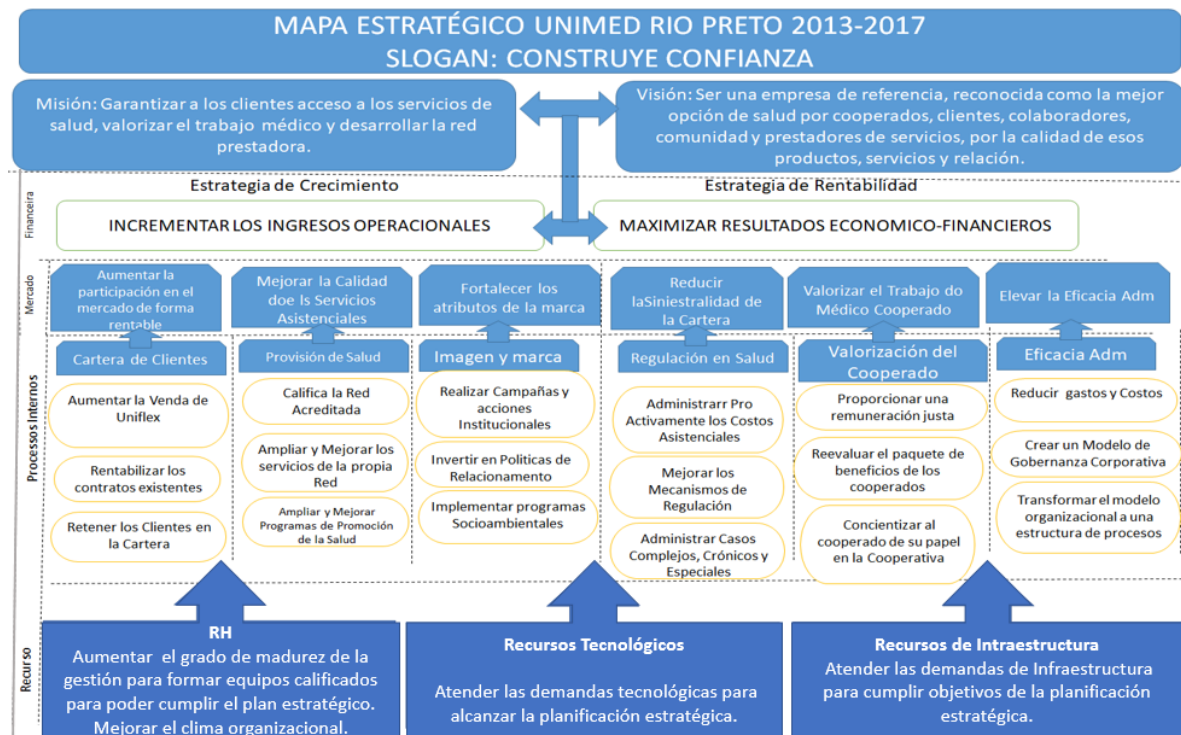 MAPA ESTRATÉGICO UNIMED RIO PRETO 2013-2017
SLOGAN: CONSTRUYE CONFIANZA
Misión: Garantizar a los clientes acceso a los servicios de
salud, valorizar el trabajo médico y desarrollar la red
prestadora.
Visión: Ser una empresa de referencia, reconocida como la mejor
opción de salud por cooperados, clientes, colaboradores,
comunidad y prestadores de servicios, por la calidad de esos
productos, servicios y relación.
Financeira
Estrategia de Crecimiento
Estrategia de Rentabilidad
INCREMENTAR LOS INGRESOS OPERACIONALES
MAXIMIZAR RESULTADOS ECONOMICO-FINANCIEROS
Mercado
Aumentar la
participación en el
mercado de forma
rentable
Mejorar la Calidad
doe ls Servicios
Asistenciales
Fortalecer los
atributos de la marca
Reducir
laSiniestralidad de
la Cartera
Valorizar el Trabajo do
Médico Cooperado
Elevar la Eficacia Adm
Processos Internos
Cartera de Clientes
Aumentar la Venda de
Uniflex
Rentabilizar los
contratos existentes
Retener los Clientes en
la Cartera
Provisión de Salud
Califica la Red
Acreditada
Ampliar y Mejorar los
servicios de la propia
Red
Ampliar y Mejorar
Programas de Promoción
de la Salud
Imagen y marca
Realizar Campañas y
acciones
Institucionales
Invertir en Politicas de
Relacionamento
Implementar programas
Socioambientales
Regulación en Salud
Administrarr Pro
Activamente los Costos
Asistenciales
Mejorar los
Mecanismos de
Regulación
Administrar Casos
Complejos, Crónicos y
Especiales
Valorización del
Cooperado
Proporcionar una
remuneración justa
Reevaluar el paquete de
beneficios de los
cooperados
Concientizar al
cooperado de su papel
en la Cooperativa
Eficacia Adm
Reducir gastos y Costos
Crear un Modelo de
Gobernanza Corporativa
Transformar el modelo
organizacional a una
estructura de procesos
Recurso
RH
Aumentar el grado de madurez de la
gestión para formar equipos calificados
para poder cumplir el plan estratégico.
Mejorar el clima organizacional.
Recursos Tecnológicos
Atender las demandas tecnológicas para
alcanzar la planificación estratégica.
Recursos de Intraestructura
Atender las demandas de Infraestructura
para cumplir objetivos de la planificación
estratégica.